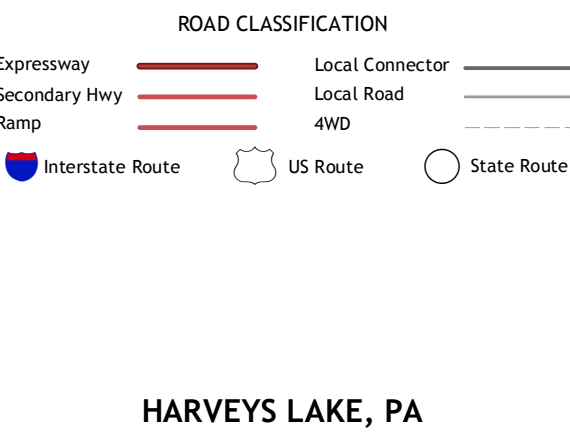 ROAD CLASSIFICATION
Expressway Local Connector
Secondary Hwy Local Road
Ramp 4WD
Interstate Route US Route State Route
HARVEYS LAKE, PA